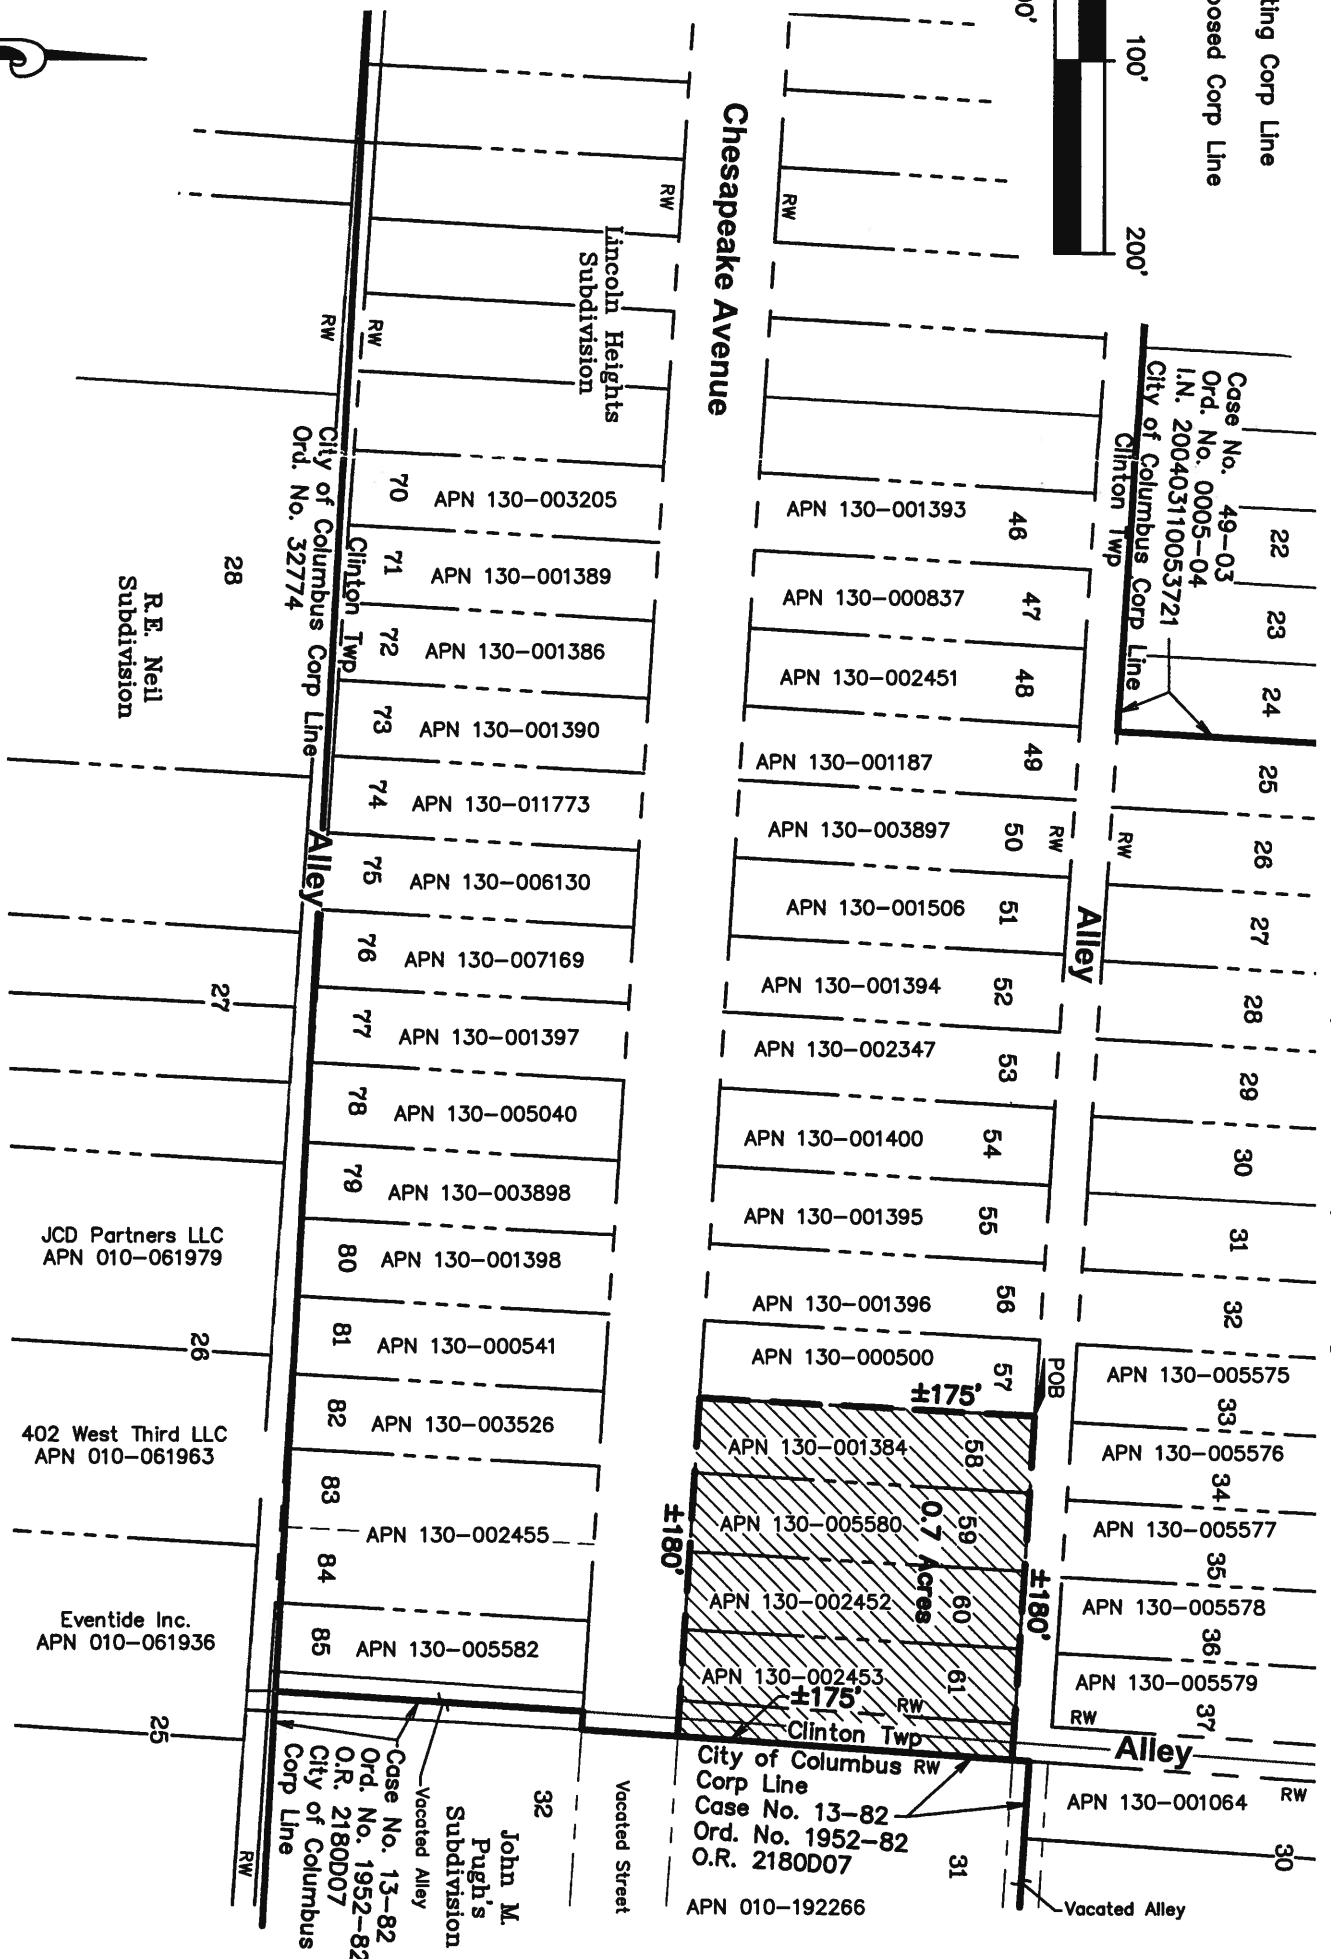 ting Corp Line
posed Corp Line
00'
100'
200'
Case No. 49-03
Ord. No. 0005-04
I.N. 200403110053721
City of Columbus Corp Line
Clinton Twp
22
23
24
25
26
27
28
29
30
31
32
33
34
35
36
37
APN 130-005575
APN 130-005576
APN 130-005577
APN 130-005578
APN 130-005579
APN 130-001064
30
RW
RW
Alley
Alley
RW
RW
POB
46
APN 130-001393
47
APN 130-000837
48
APN 130-002451
49
APN 130-001187
50
APN 130-003897
51
APN 130-001506
52
APN 130-001394
53
APN 130-002347
54
APN 130-001400
55
APN 130-001395
56
APN 130-001396
57
APN 130-000500
58
APN 130-001384
59
APN 130-005580
60
APN 130-002452
61
APN 130-002453
0.7 Acres
±175'
±180'
±175'
±180'
RW
Clinton Twp
City of Columbus
RW
Corp Line
Case No. 13-82
Ord. No. 1952-82
O.R. 2180D07
31
APN 010-192266
Vacated Alley
Chesapeake Avenue
RW
RW
Vacated Street
Lincoln Heights
Subdivision
70
APN 130-003205
71
APN 130-001389
72
APN 130-001386
73
APN 130-001390
74
APN 130-011773
75
APN 130-006130
76
APN 130-007169
77
APN 130-001397
78
APN 130-005040
79
APN 130-003898
80
APN 130-001398
81
APN 130-000541
82
APN 130-003526
83
APN 130-002455
84
85
APN 130-005582
32
John M.
Pugh's
Subdivision
Vacated Alley
Case No. 13-82
Ord. No. 1952-82
O.R. 2180D07
City of Columbus
Corp Line
RW
RW
Clinton Twp
City of Columbus Corp Line
Ord. No. 32774
Alley
RW
28
R.E. Neil
Subdivision
27
JCD Partners LLC
APN 010-061979
26
402 West Third LLC
APN 010-061963
Eventide Inc.
APN 010-061936
25